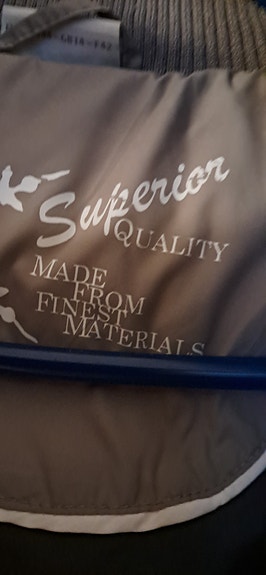 Superior
QUALITY
MADE
FROM
FINEST
MATERIALS